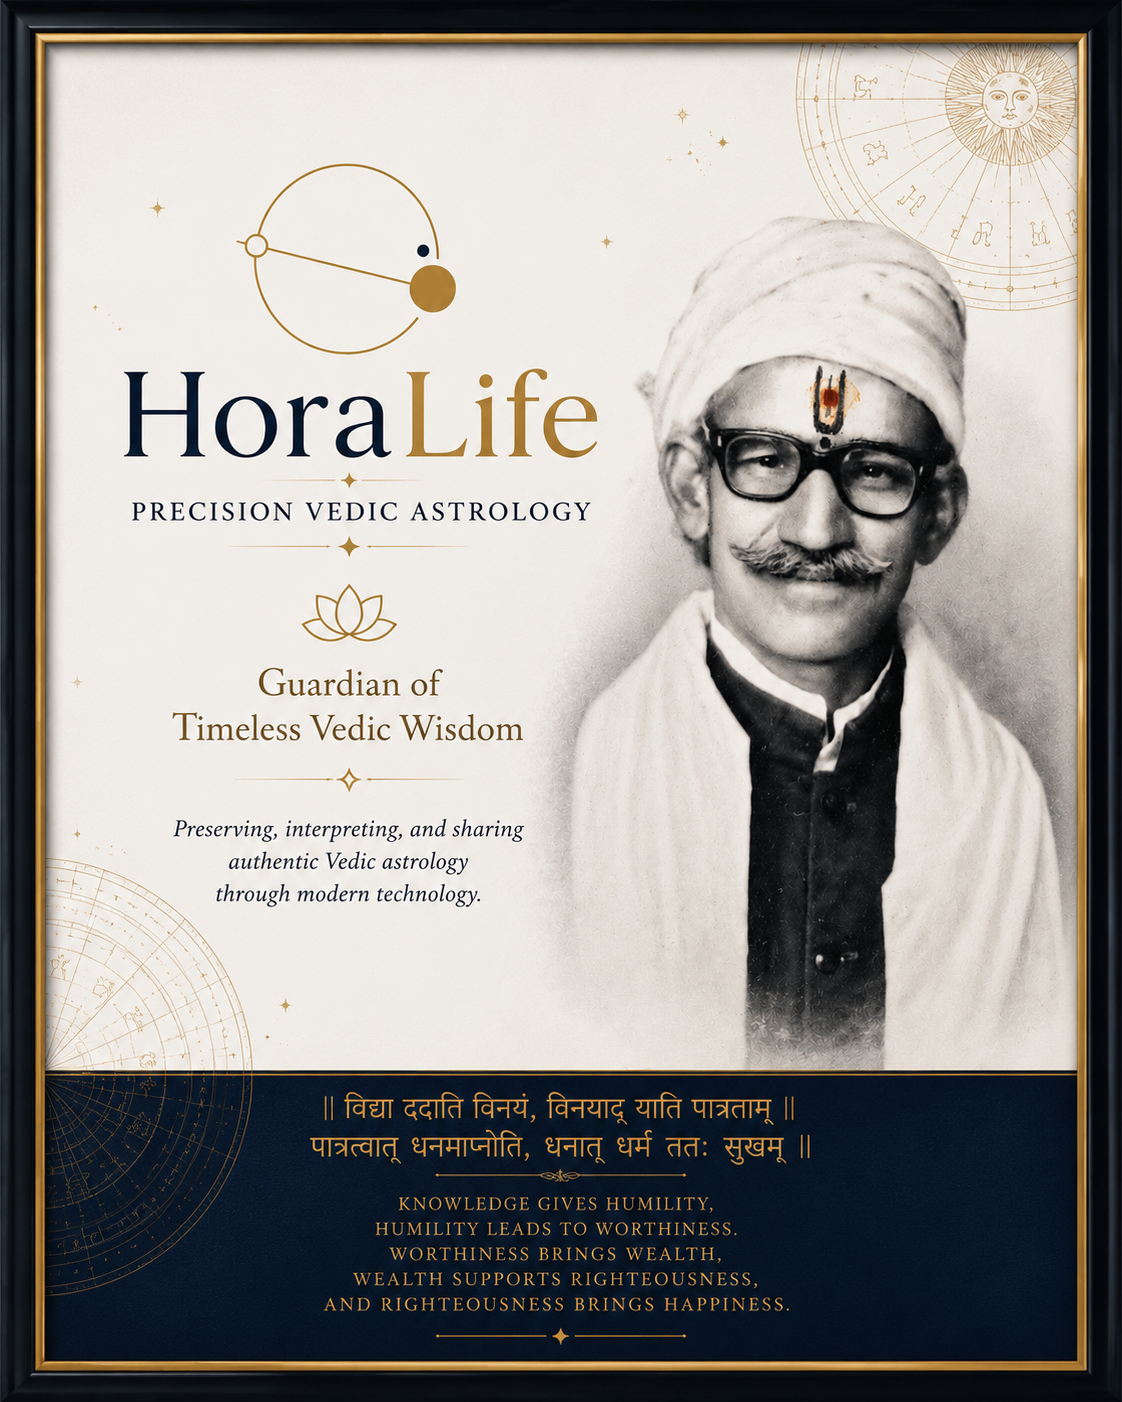 HoraLife
PRECISION VEDIC ASTROLOGY
Guardian of
Timeless Vedic Wisdom
Preserving, interpreting, and sharing
authentic Vedic astrology
through modern technology.
॥ विद्या ददाति विनयं, विनयाद् याति पात्रताम् ॥
पात्रत्वात् धनमाप्नोति, धनात् धर्म ततः सुखम् ॥
KNOWLEDGE GIVES HUMILITY,
HUMILITY LEADS TO WORTHINESS.
WORTHINESS BRINGS WEALTH,
WEALTH SUPPORTS RIGHTEOUSNESS,
AND RIGHTEOUSNESS BRINGS HAPPINESS.